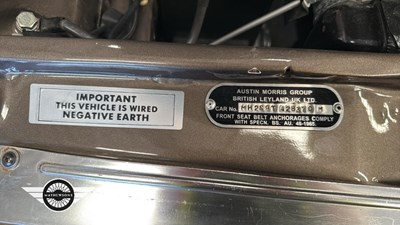 IMPORTANT
THIS VEHICLE IS WIRED
NEGATIVE EARTH
AUSTIN MORRIS GROUP
BRITISH LEYLAND UK LTD.
CAR No.
FRONT SEAT BELT ANCHORAGES COMPLY
WITH SPECN. BS. AU. 48-1965.
MATHEWSONS